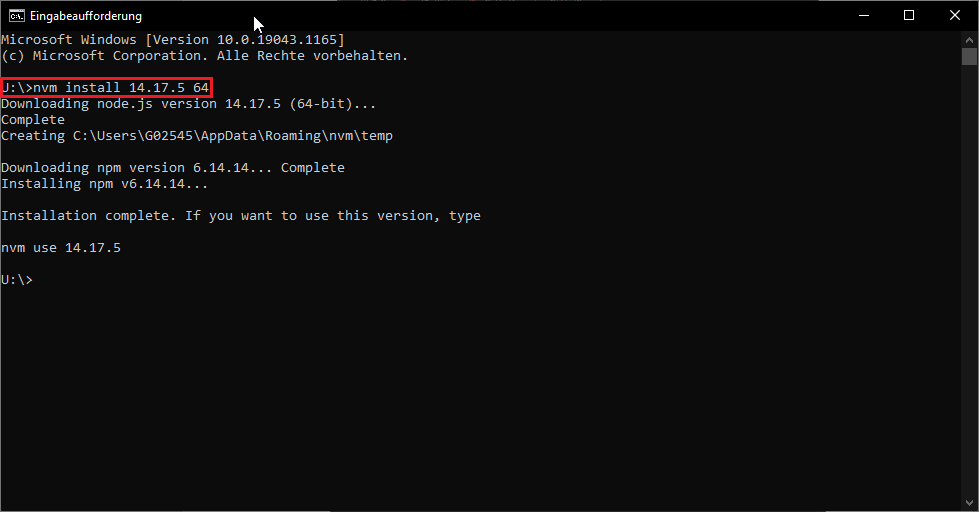 Eingabeaufforderung
Microsoft Windows [Version 10.0.19043.1165]
(c) Microsoft Corporation. Alle Rechte vorbehalten.
U:\>nvm install 14.17.5 64
Downloading node.js version 14.17.5 (64-bit)...
Complete
Creating C:\Users\G02545\AppData\Roaming\nvm\temp
Downloading npm version 6.14.14... Complete
Installing npm v6.14.14...
Installation complete. If you want to use this version, type
nvm use 14.17.5
U:\>